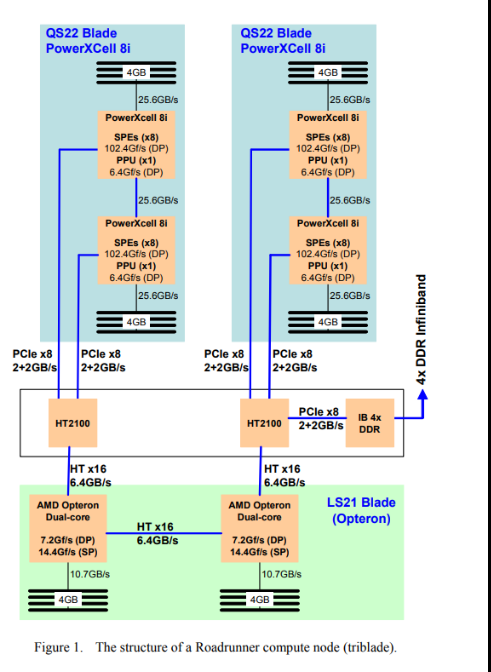 QS22 Blade
PowerXCell 8i
4GB
25.6GB/s
PowerXcell 8i
SPEs (x8)
102.4Gf/s (DP)
PPU (x1)
6.4Gf/s (DP)
25.6GB/s
PowerXcell 8i
SPEs (x8)
102.4Gf/s (DP)
PPU (x1)
6.4Gf/s (DP)
25.6GB/s
4GB
QS22 Blade
PowerXCell 8i
4GB
25.6GB/s
PowerXcell 8i
SPEs (x8)
102.4Gf/s (DP)
PPU (x1)
6.4Gf/s (DP)
25.6GB/s
PowerXcell 8i
SPEs (x8)
102.4Gf/s (DP)
PPU (x1)
6.4Gf/s (DP)
25.6GB/s
4GB
PCIe x8
2+2GB/s
PCIe x8
2+2GB/s
PCIe x8
2+2GB/s
PCIe x8
2+2GB/s
4x DDR Infiniband
HT2100
HT2100
PCIe x8
2+2GB/s
IB 4x
DDR
HT x16
6.4GB/s
HT x16
6.4GB/s
AMD Opteron
Dual-core
7.2Gf/s (DP)
14.4Gf/s (SP)
HT x16
6.4GB/s
AMD Opteron
Dual-core
7.2Gf/s (DP)
14.4Gf/s (SP)
LS21 Blade
(Opteron)
10.7GB/s
4GB
10.7GB/s
4GB
Figure 1. The structure of a Roadrunner compute node (triblade).